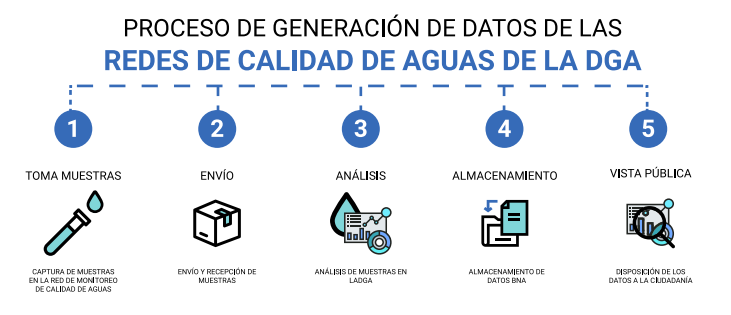 PROCESO DE GENERACIÓN DE DATOS DE LAS
REDES DE CALIDAD DE AGUAS DE LA DGA
1
TOMA MUESTRAS
CAPTURA DE MUESTRAS
EN LA RED DE MONITOREO
DE CALIDAD DE AGUAS
2
ENVÍO
ENVÍO Y RECEPCIÓN DE
MUESTRAS
3
ANÁLISIS
ANÁLISIS DE MUESTRAS EN
LADGA
4
ALMACENAMIENTO
ALMACENAMIENTO DE
DATOS BNA
5
VISTA PÚBLICA
DISPOSICIÓN DE LOS
DATOS A LA CIUDADANÍA